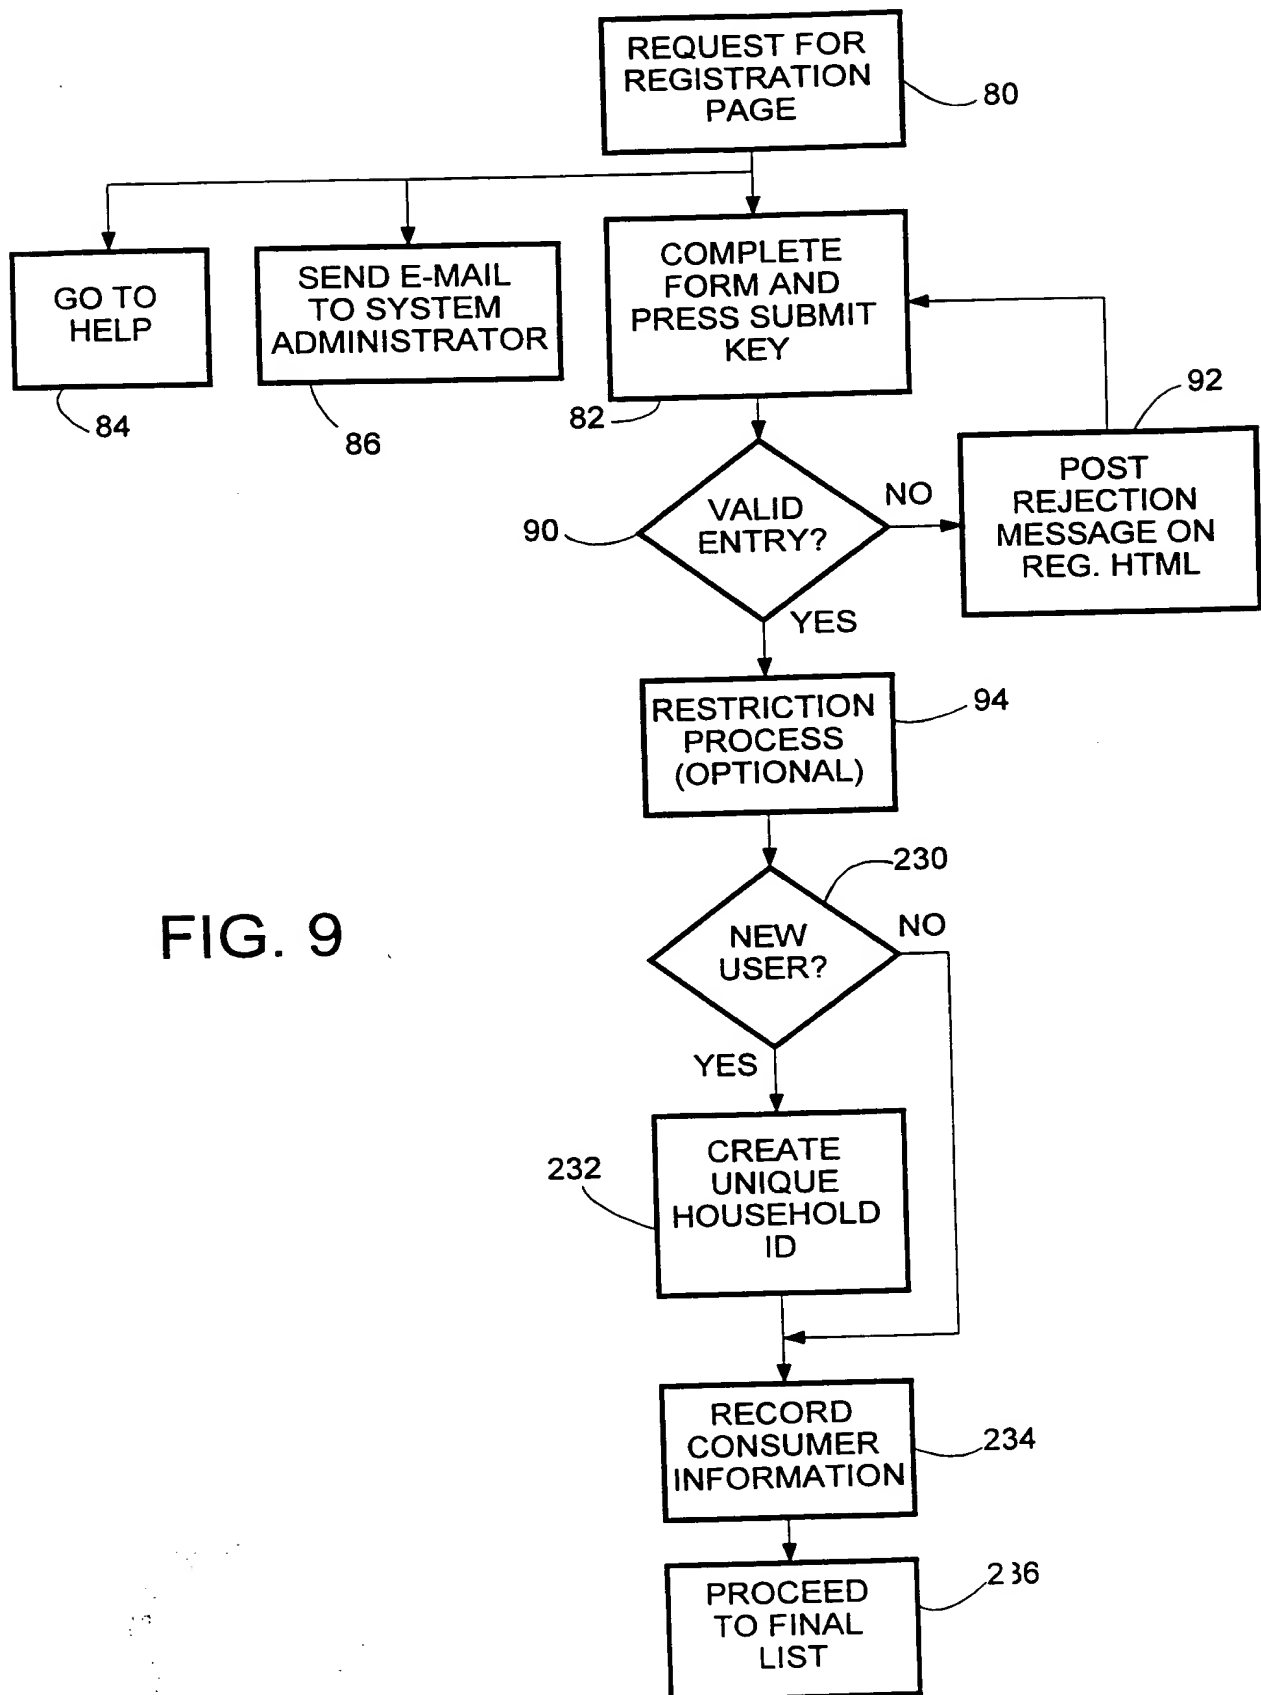 REQUEST FOR
REGISTRATION
PAGE
80
GO TO
HELP
84
SEND E-MAIL
TO SYSTEM
ADMINISTRATOR
86
COMPLETE
FORM AND
PRESS SUBMIT
KEY
82
92
POST
REJECTION
MESSAGE ON
REG. HTML
VALID
ENTRY?
90
NO
YES
RESTRICTION
PROCESS
(OPTIONAL)
94
230
NEW
USER?
NO
YES
FIG. 9
CREATE
UNIQUE
HOUSEHOLD
ID
232
RECORD
CONSUMER
INFORMATION
234
PROCEED
TO FINAL
LIST
236